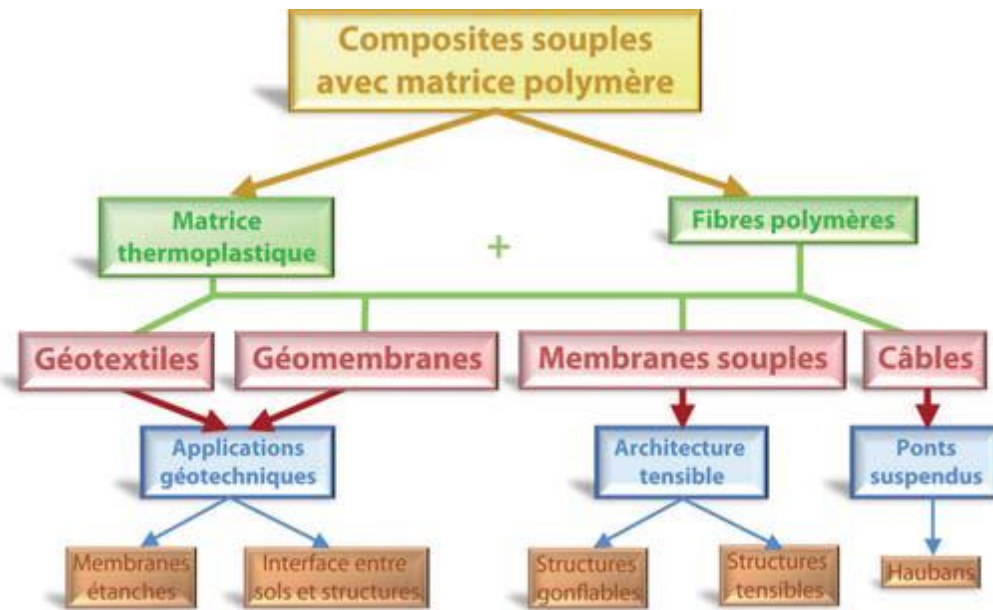 Composites souples
avec matrice polymère
Matrice
thermoplastique
+
Fibres polymères
Géotextiles
Géomembranes
Membranes souples
Câbles
Applications
géotechniques
Architecture
tensible
Ponts
suspendus
Membranes
étanches
Interface entre
sols et structures
Structures
gonflables
Structures
tensibles
Haubans